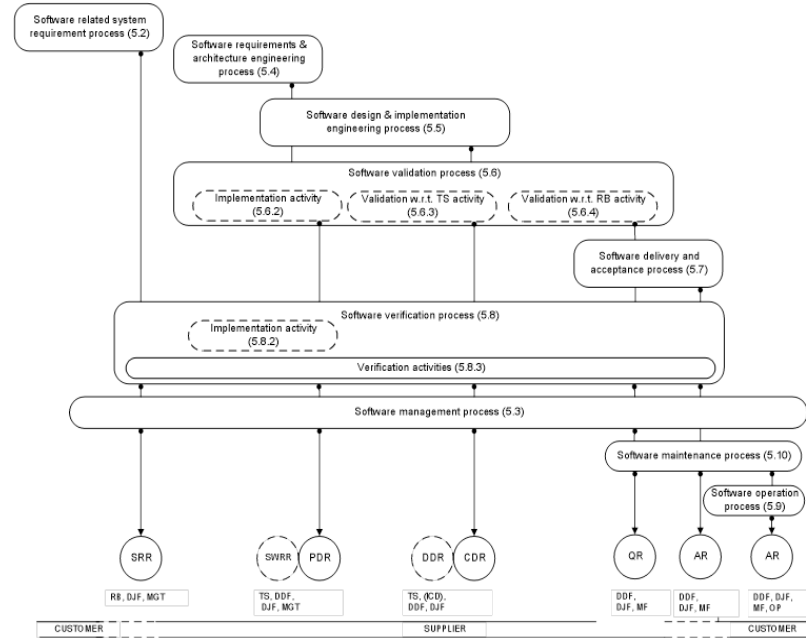 Software related system
requirement process (5.2)
Software requirements &
architecture engineering
process (5.4)
Software design & implementation
engineering process (5.5)
Software validation process (5.6)
Implementation activity
(5.6.2)
Validation w.r.t. TS activity
(5.6.3)
Validation w.r.t. RB activity
(5.6.4)
Software delivery and
acceptance process (5.7)
Software verification process (5.8)
Implementation activity
(5.8.2)
Verification activities (5.8.3)
Software management process (5.3)
Software maintenance process (5.10)
Software operation
process (5.9)
SRR
SWRR
PDR
DDR
CDR
QR
AR
AR
RB, DJF, MGT
TS, DDF,
DJF, MGT
TS, (ICD),
DDF, DJF
DDF,
DJF, MF
DDF,
DJF, MF
DDF, DJF,
MF, OP
CUSTOMER
SUPPLIER
CUSTOMER